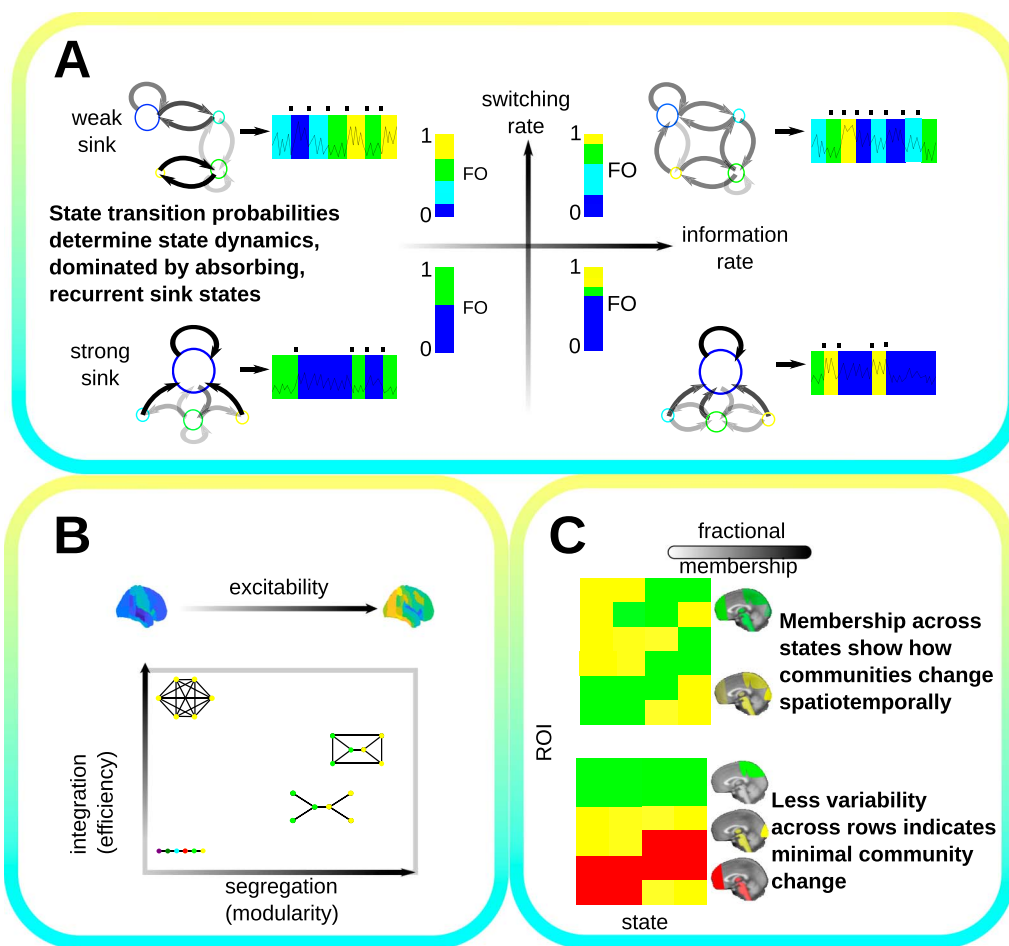 A
weak
sink
switching
rate
1
FO
0
1
FO
0
State transition probabilities
determine state dynamics,
dominated by absorbing,
recurrent sink states
information
rate
1
FO
0
1
FO
0
strong
sink
B
excitability
integration
(efficiency)
segregation
(modularity)
C
fractional
membership
Membership across
states show how
communities change
spatiotemporally
ROI
Less variability
across rows indicates
minimal community
change
state